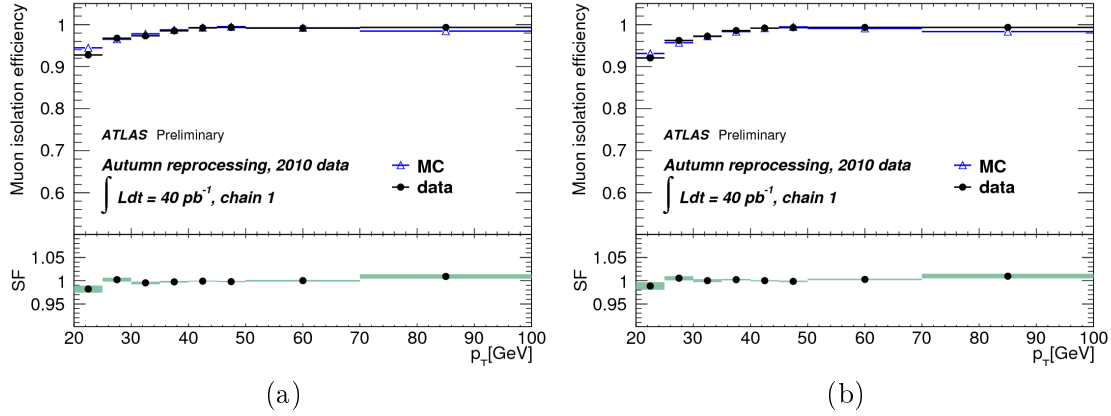 Muon isolation efficiency
1
0.9
0.8
0.7
0.6
ATLAS Preliminary
Autumn reprocessing, 2010 data
∫ Ldt = 40 pb⁻¹, chain 1
MC
data
SF
1.05
1
0.95
20 30 40 50 60 70 80 90 100
p_T[GeV]
(a)
Muon isolation efficiency
1
0.9
0.8
0.7
0.6
ATLAS Preliminary
Autumn reprocessing, 2010 data
∫ Ldt = 40 pb⁻¹, chain 1
MC
data
SF
1.05
1
0.95
20 30 40 50 60 70 80 90 100
p_T[GeV]
(b)